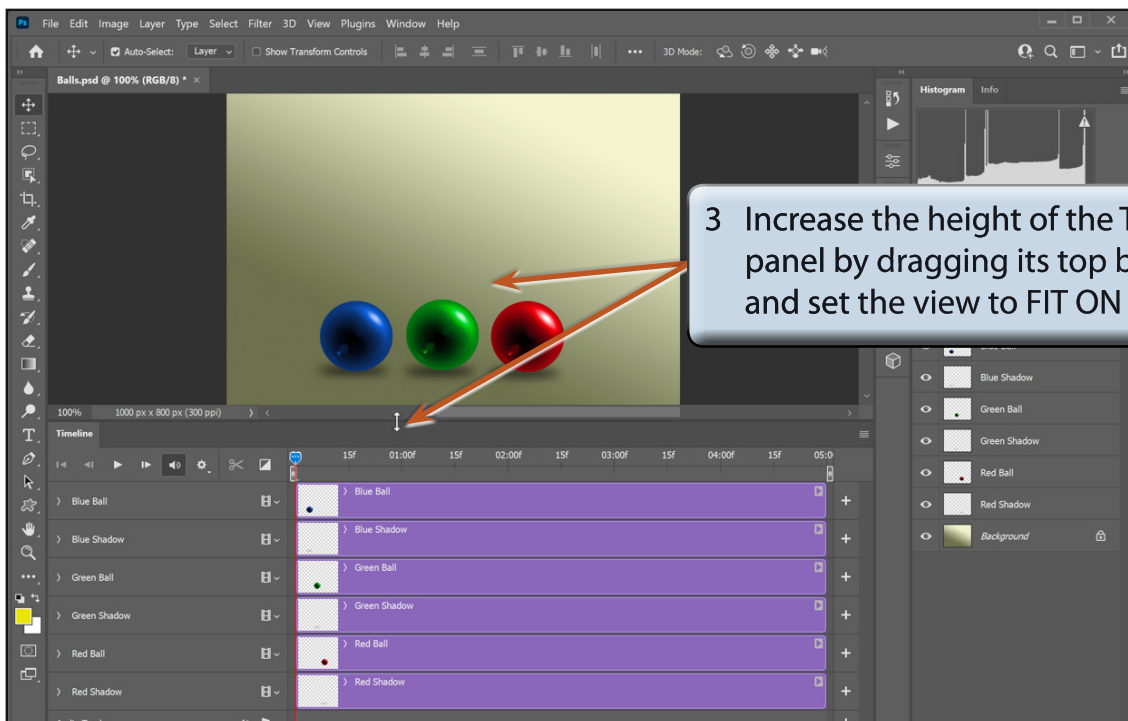 Ps File Edit Image Layer Type Select Filter 3D View Plugins Window Help
Auto-Select: Layer Show Transform Controls 3D Mode:
Balls.psd @ 100% (RGB/8) * ×
Histogram Info
3 Increase the height of the
panel by dragging its top
and set the view to FIT ON
Blue Shadow
Green Ball
Green Shadow
Red Ball
Red Shadow
Background
100% 1000 px x 800 px (300 ppi)
Timeline
15f 01:00f 15f 02:00f 15f 03:00f 15f 04:00f 15f 05:0
Blue Ball Blue Ball
Blue Shadow Blue Shadow
Green Ball Green Ball
Green Shadow Green Shadow
Red Ball Red Ball
Red Shadow Red Shadow